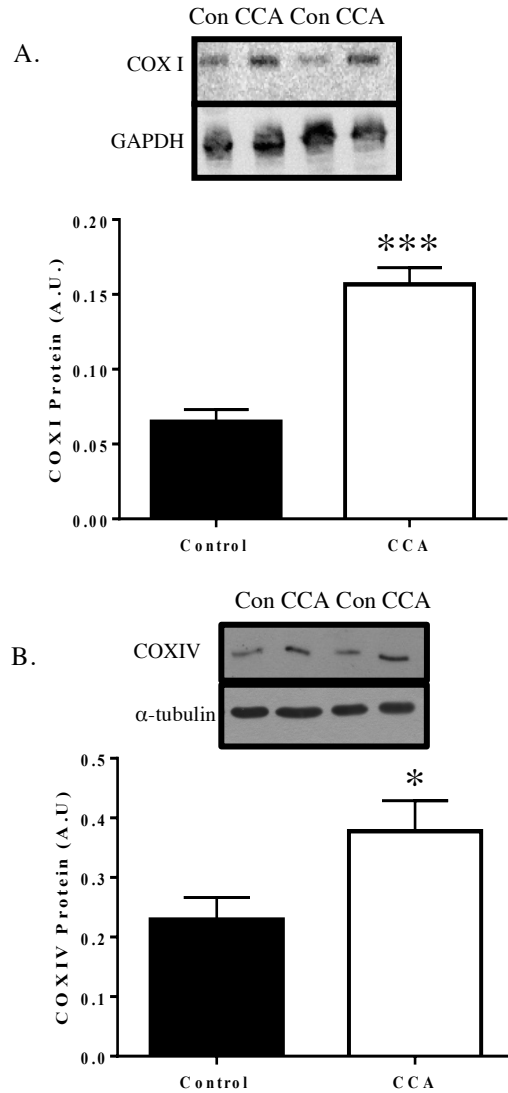 Con CCA Con CCA
A.
COX I
GAPDH
0.20
***
0.15
0.10
0.05
0.00
COXI Protein (A.U.)
Control CCA
Con CCA Con CCA
B.
COXIV
α-tubulin
0.5
*
0.4
0.3
0.2
0.1
0.0
COXIV Protein (A.U)
Control CCA